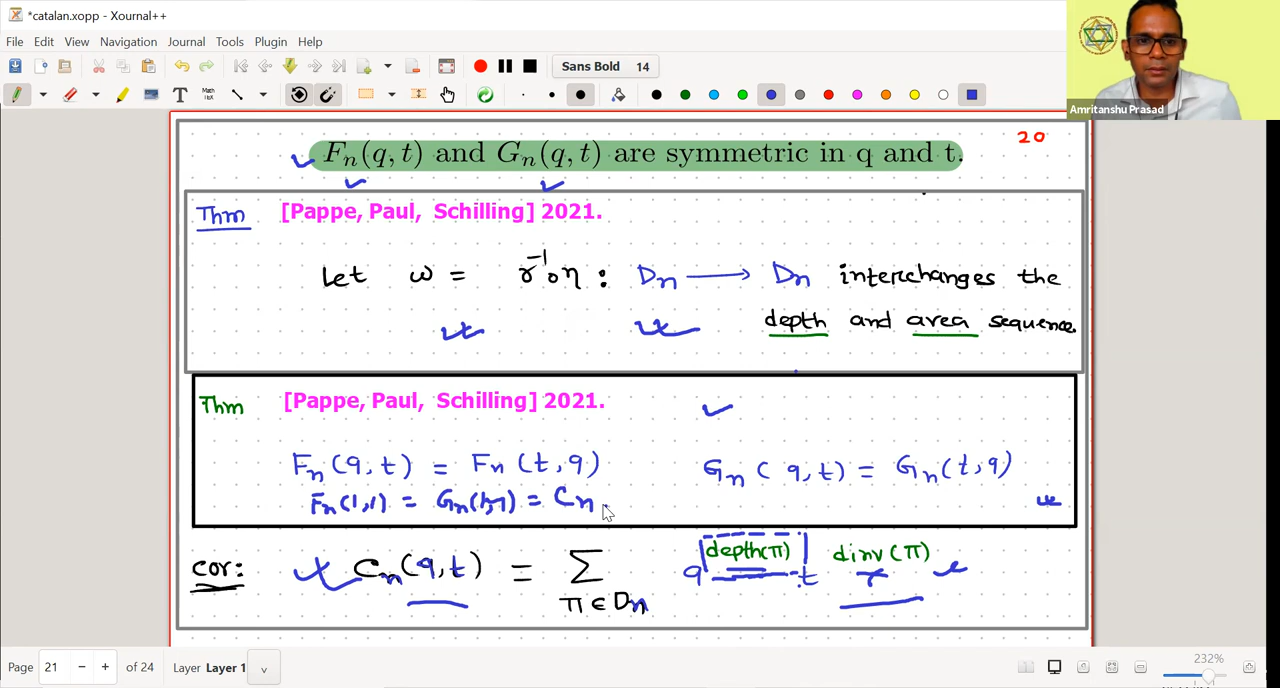 *catalan.xopp - Xournal++
File Edit View Navigation Journal Tools Plugin Help
Sans Bold 14
Amritanshu Prasad
20
Fₙ(q, t) and Gₙ(q, t) are symmetric in q and t.
Thm [Pappe, Paul, Schilling] 2021.
Let ω = γ⁻¹∘η : Dₙ ⟶ Dₙ interchanges the
depth and area sequence.
Thm [Pappe, Paul, Schilling] 2021.
Fₙ(q,t) = Fₙ(t,q) Gₙ(q,t) = Gₙ(t,q)
Fₙ(1,1) = Gₙ(1,1) = Cₙ
cor: Cₙ(q,t) = ∑ q depth(π) t dinv(π)
π ∈ Dₙ
Page 21 of 24 Layer Layer 1 232%